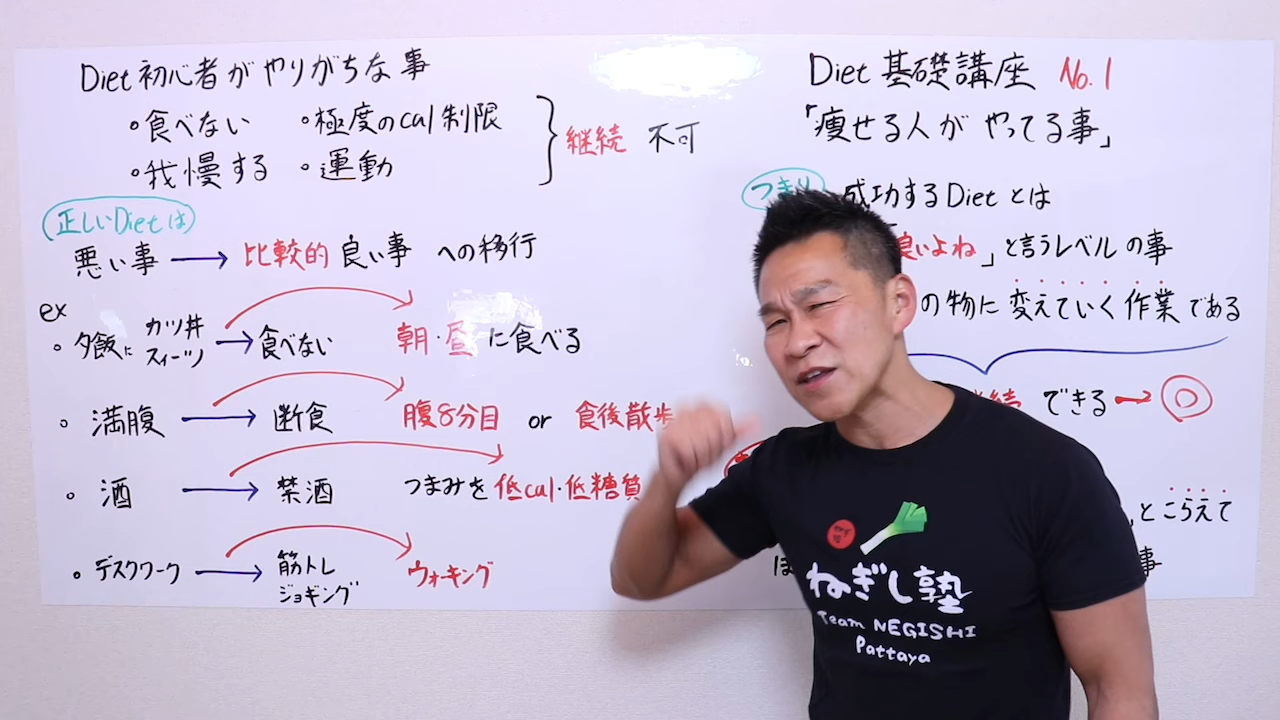 Diet 初心者がやりがちな事
・食べない ・極度のcal制限
・我慢する ・運動
継続 不可
正しいDietは
悪い事 → 比較的 良い事 への移行
ex
・夕飯に カツ丼 スイーツ → 食べない 朝・昼 に食べる
・満腹 → 断食 腹8分目 or 食後散歩
・酒 → 禁酒 つまみを 低cal・低糖質
・デスクワーク → 筋トレ ジョギング ウォーキング
Diet 基礎講座 No.1
「痩せる人が やってる事」
つまり 成功するDietとは
良いよね」と言うレベルの事
の物に 変えていく作業である
継続 できる → ◎
とこらえて
ほ
事
ねぎし塾
Team NEGISHI
Pattaya